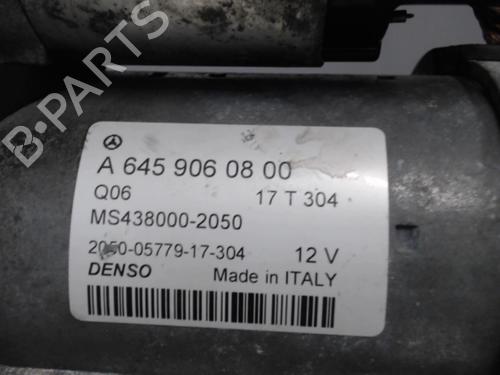 B-PARTS
A 645 906 08 00
Q06 17 T 304
MS438000-2050
2050-05779-17-304 12 V
DENSO Made in ITALY